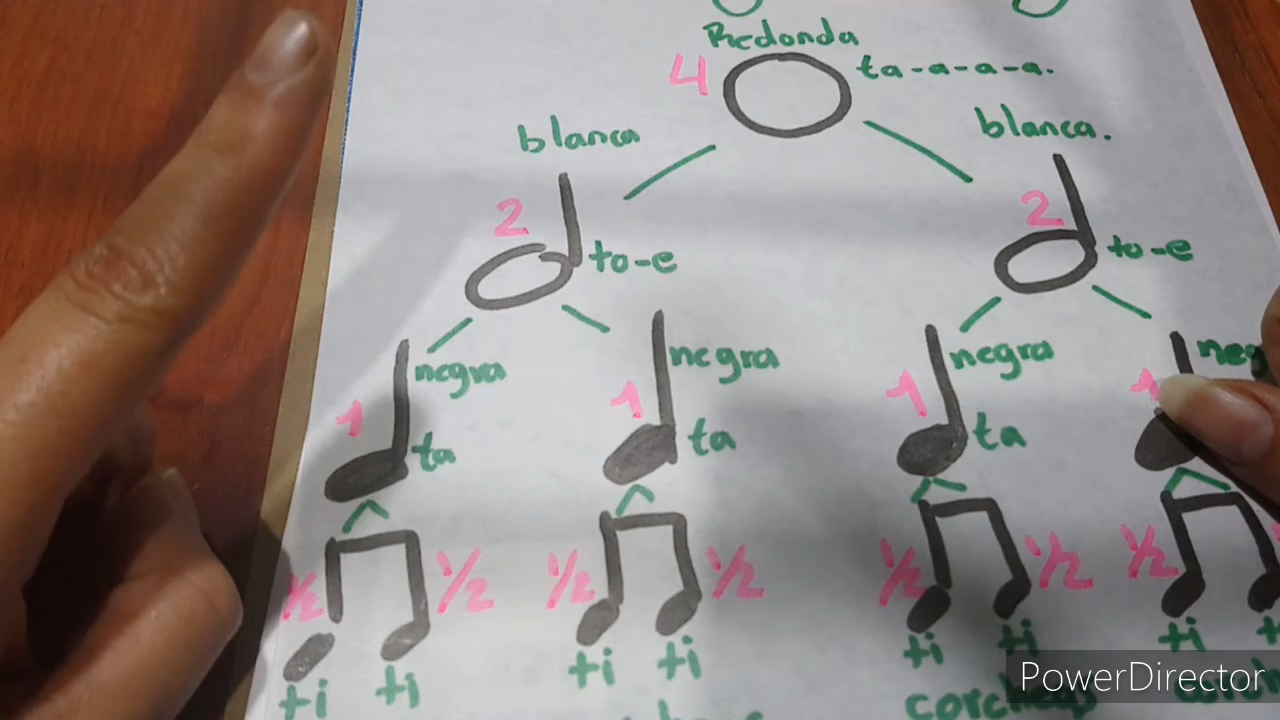 Redonda
4 ta-a-a-a.
blanca blanca.
2 to-e 2 to-e
negra negra negra
1 ta 1 ta 1 ta 1
½ ½ ½ ½ ½ ½ ½
ti ti ti ti ti ti ti
PowerDirector